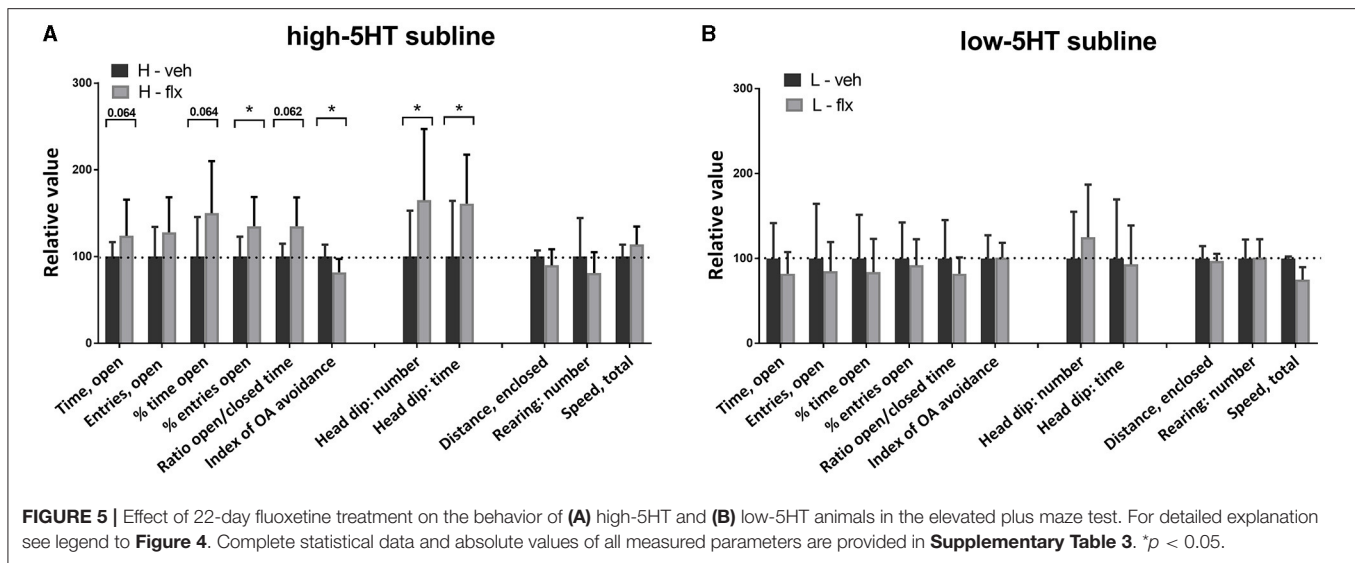 A
high-5HT subline
H - veh
H - flx
Relative value
300
200
100
0
0.064
0.064
*
0.062
*
*
*
Time, open
Entries, open
% time open
% entries open
Ratio open/closed time
Index of OA avoidance
Head dip: number
Head dip: time
Distance, enclosed
Rearing: number
Speed, total
B
low-5HT subline
L - veh
L - flx
Relative value
300
200
100
0
Time, open
Entries, open
% time open
% entries open
Ratio open/closed time
Index of OA avoidance
Head dip: number
Head dip: time
Distance, enclosed
Rearing: number
Speed, total
FIGURE 5 | Effect of 22-day fluoxetine treatment on the behavior of (A) high-5HT and (B) low-5HT animals in the elevated plus maze test. For detailed explanation
see legend to Figure 4. Complete statistical data and absolute values of all measured parameters are provided in Supplementary Table 3. *p < 0.05.